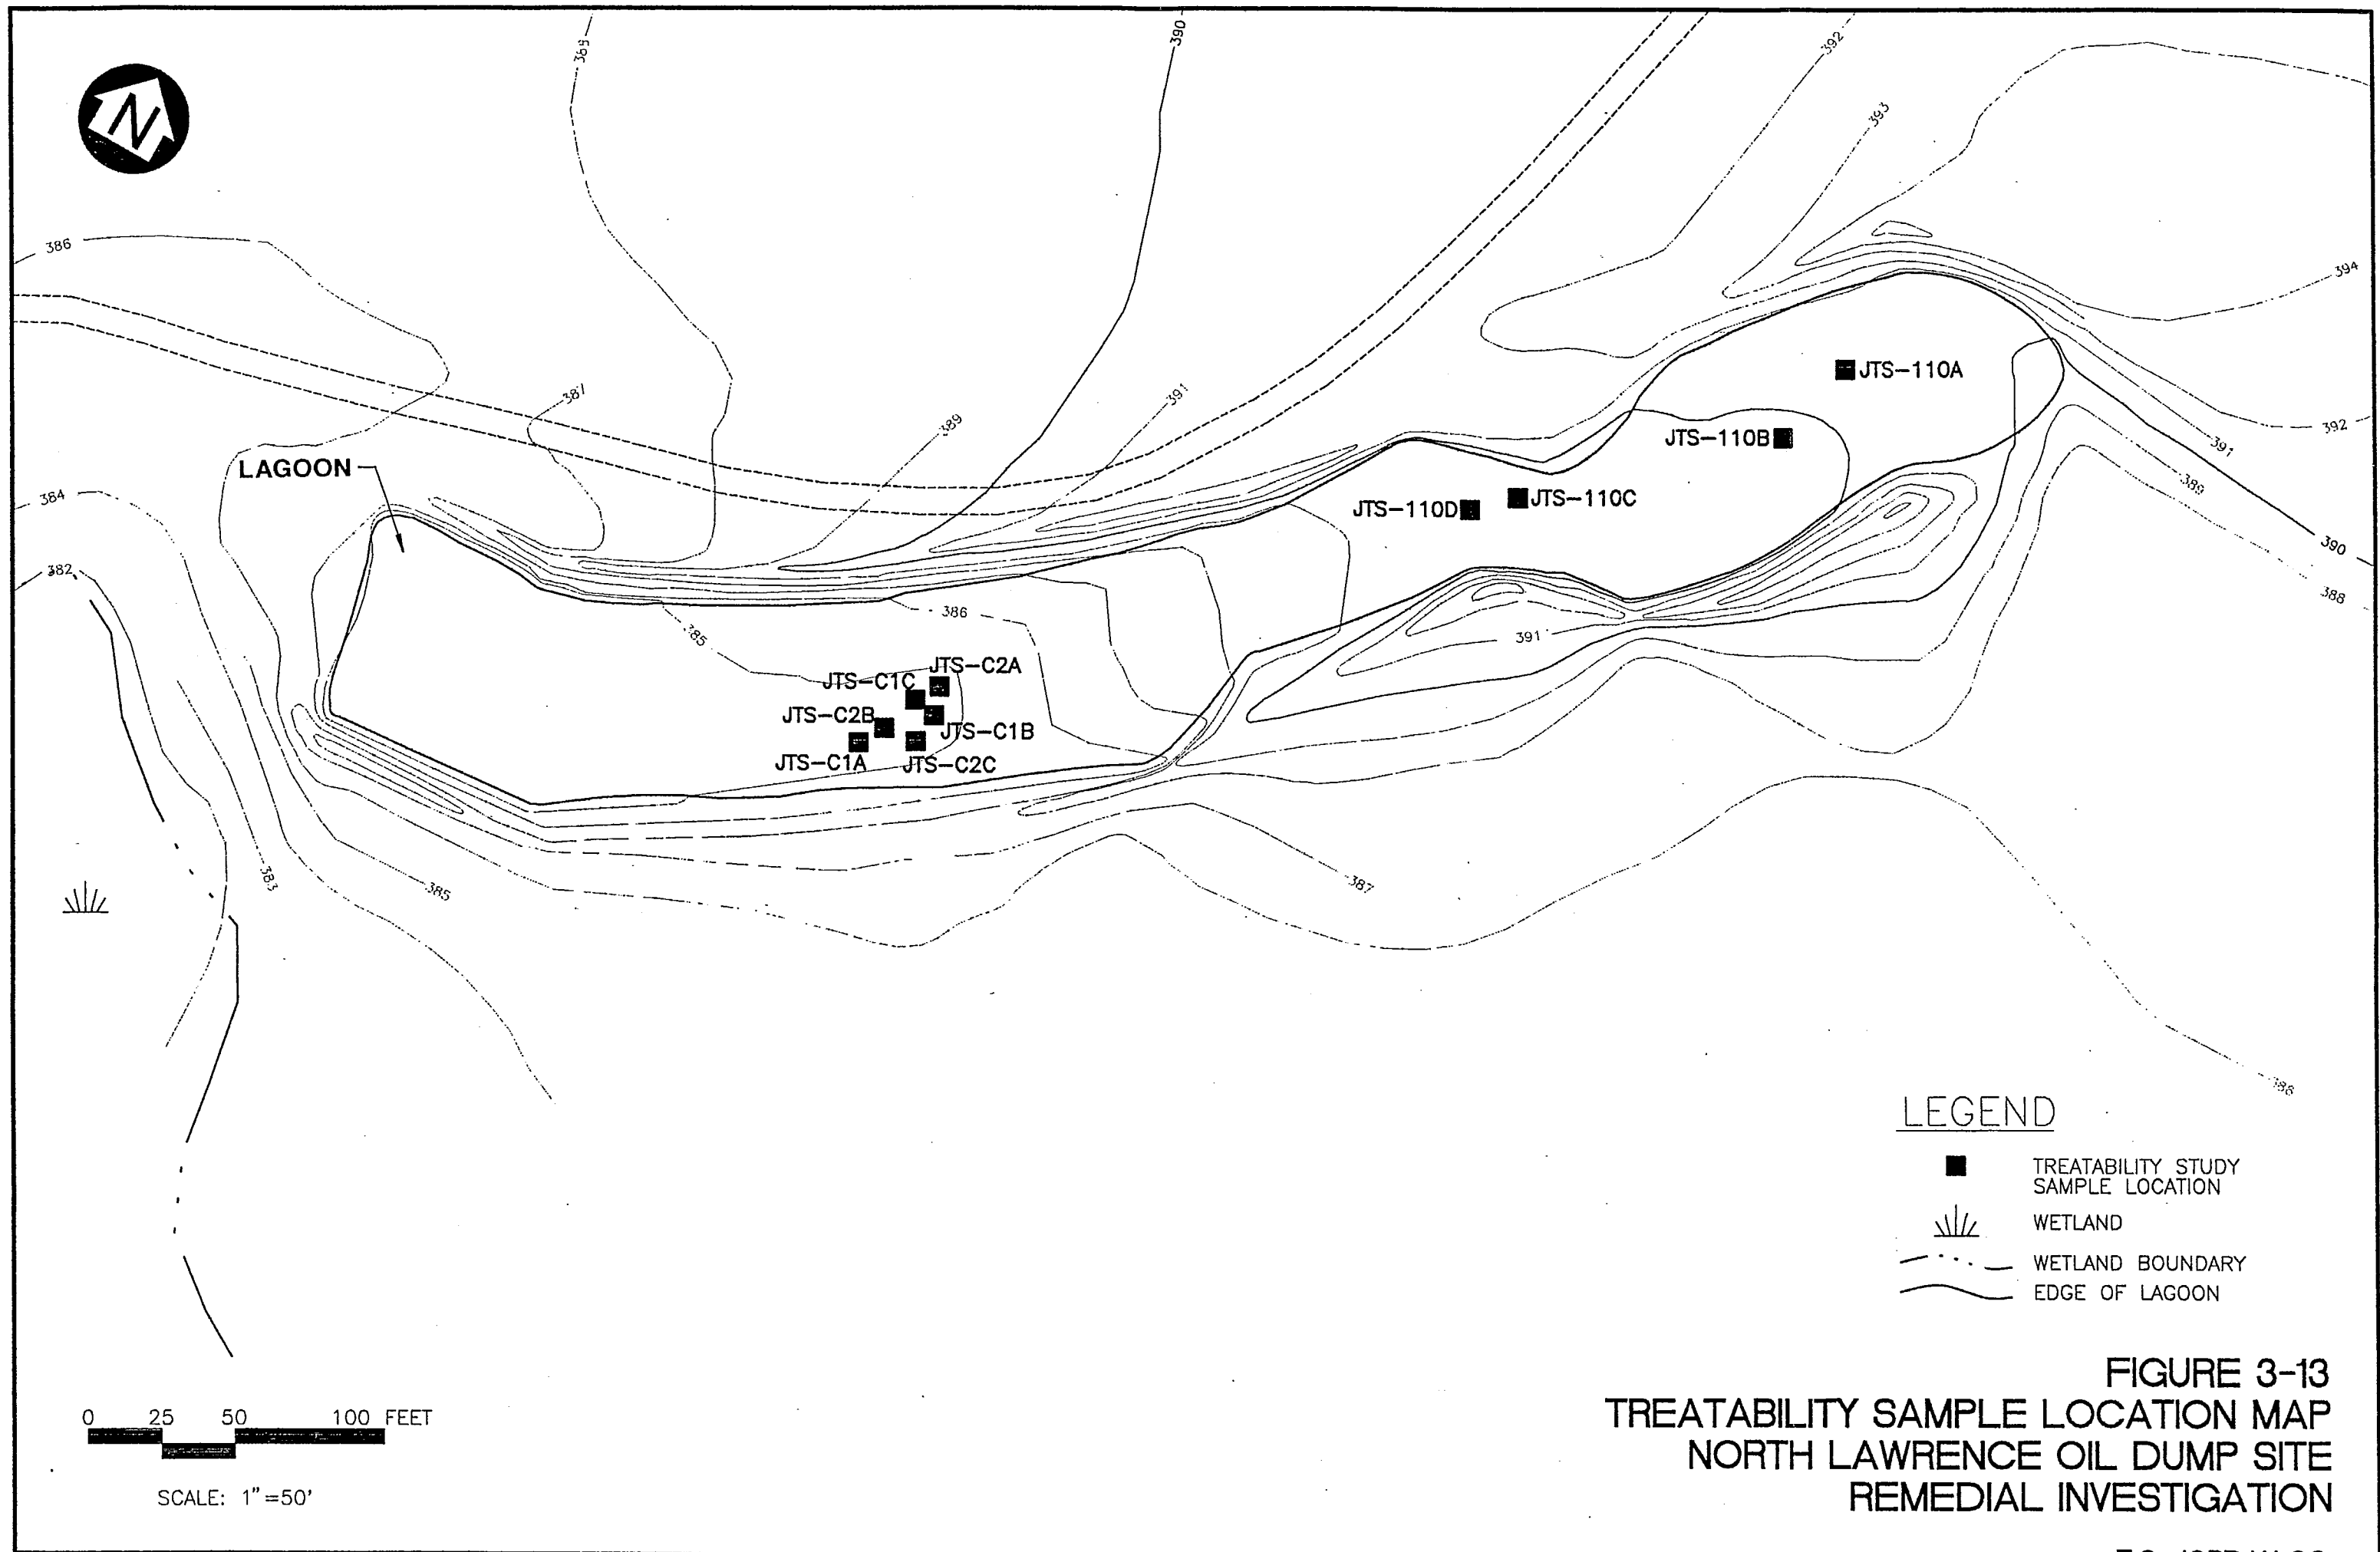 389
390
392
N
393
386
394
JTS-110A
387
391
389
392
JTS-110B
391
LAGOON
389
384
JTS-110D
JTS-110C
390
382
388
386
385
391
JTS-C2A
JTS-C1C
JTS-C2B
JTS-C1B
JTS-C1A
JTS-C2C
383
385
387
LEGEND
TREATABILITY STUDY
SAMPLE LOCATION
WETLAND
WETLAND BOUNDARY
EDGE OF LAGOON
FIGURE 3-13
TREATABILITY SAMPLE LOCATION MAP
NORTH LAWRENCE OIL DUMP SITE
REMEDIAL INVESTIGATION
0 25 50 100 FEET
SCALE: 1"=50'